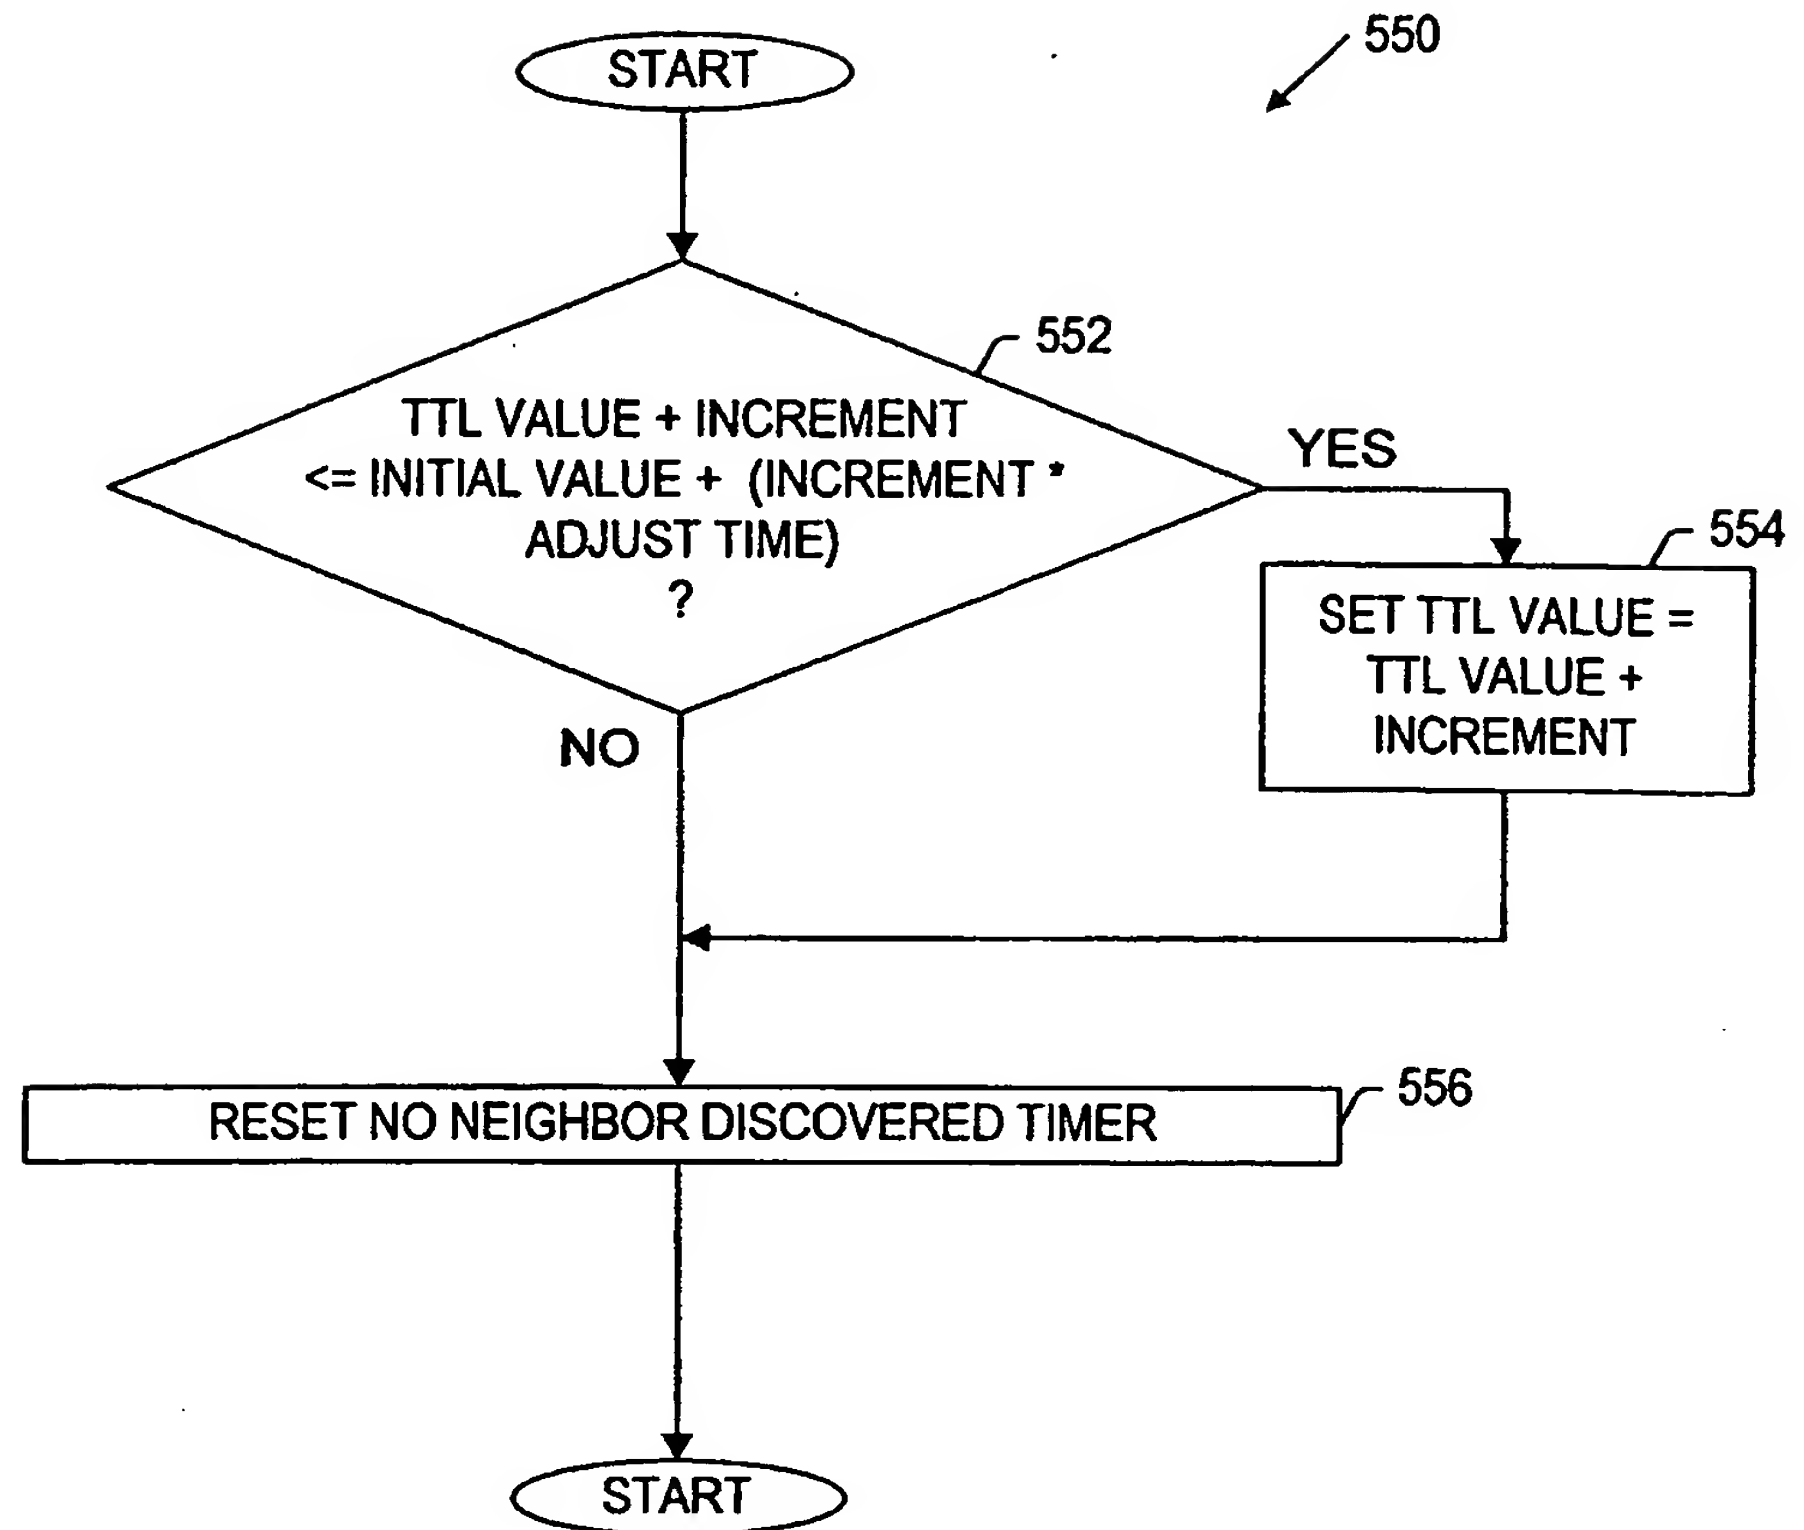 START
550
552
TTL VALUE + INCREMENT
<= INITIAL VALUE + (INCREMENT *
ADJUST TIME)
?
YES
554
SET TTL VALUE =
TTL VALUE +
INCREMENT
NO
556
RESET NO NEIGHBOR DISCOVERED TIMER
START